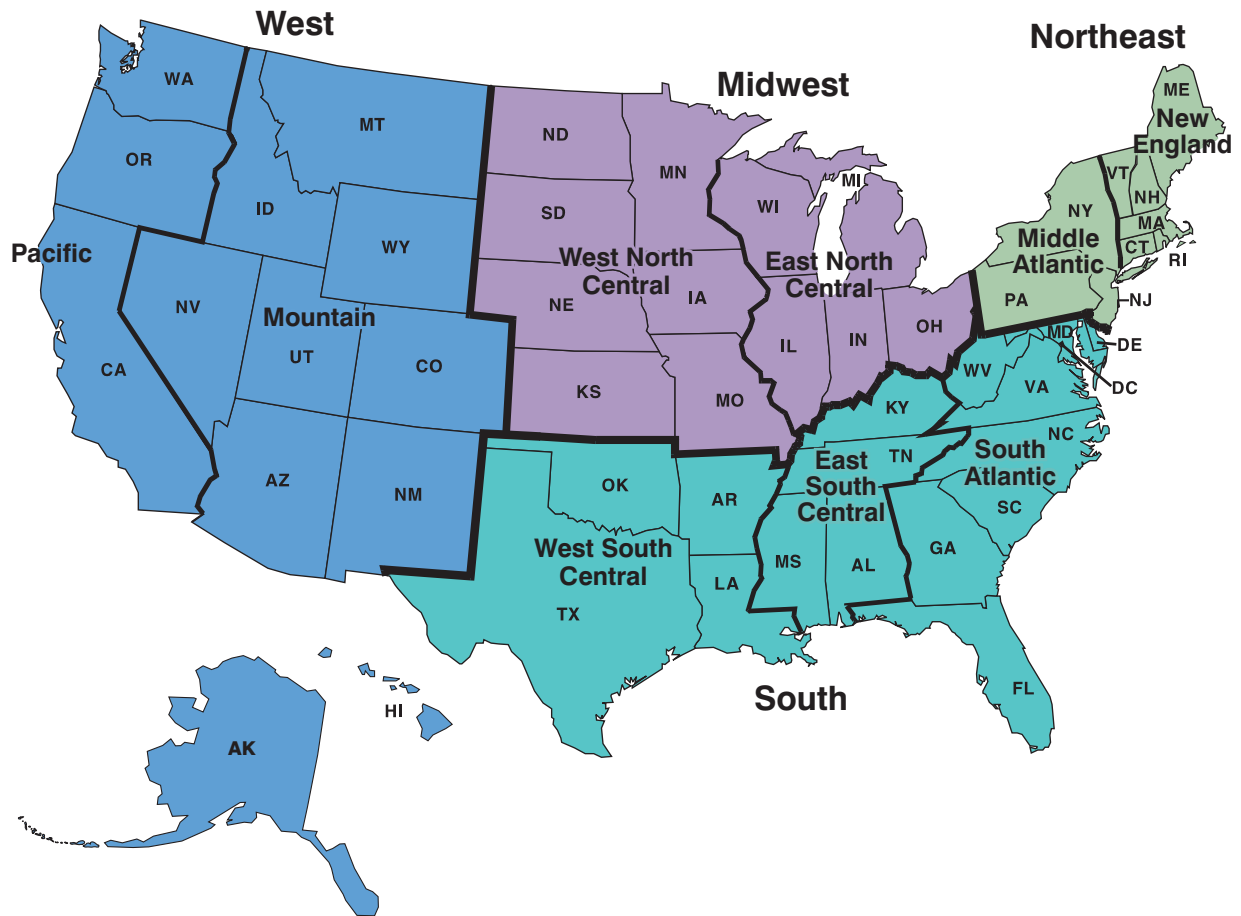 West
Northeast
Midwest
WA
MT
ND
MN
ME
New
England
OR
ID
SD
WI
MI
VT
NH
NY
MA
CT
RI
WY
Pacific
West North
Central
East North
Central
Middle
Atlantic
NV
NE
IA
PA
NJ
Mountain
UT
CO
IL
IN
OH
MD
DE
DC
CA
KS
MO
WV
VA
KY
NC
AZ
NM
OK
AR
TN
East
South
Central
South
Atlantic
SC
West South
Central
MS
AL
GA
LA
TX
FL
South
HI
AK